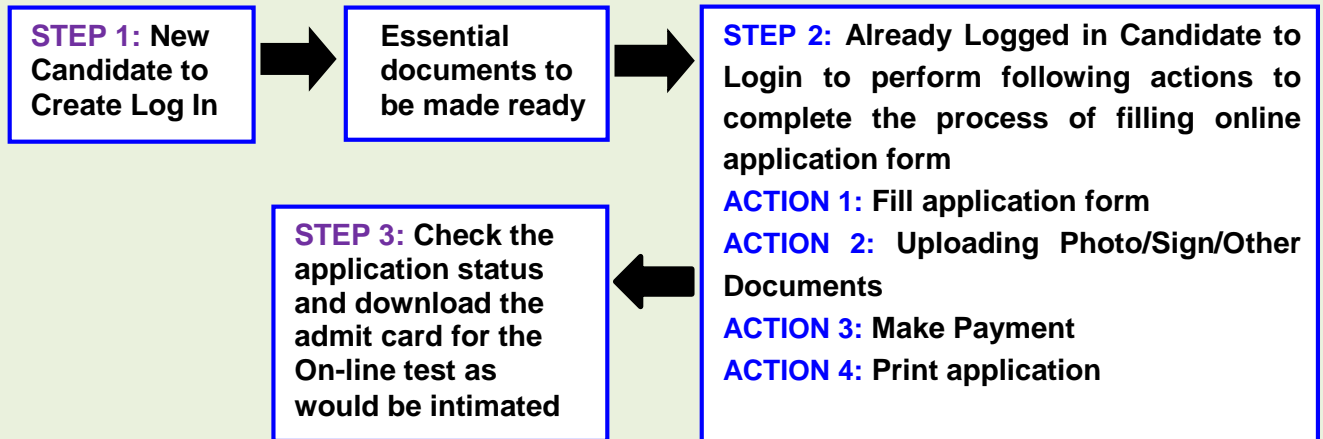 STEP 1: New
Candidate to
Create Log In
Essential
documents to
be made ready
STEP 2: Already Logged in Candidate to
Login to perform following actions to
complete the process of filling online
application form
ACTION 1: Fill application form
ACTION 2: Uploading Photo/Sign/Other
Documents
ACTION 3: Make Payment
ACTION 4: Print application
STEP 3: Check the
application status
and download the
admit card for the
On-line test as
would be intimated